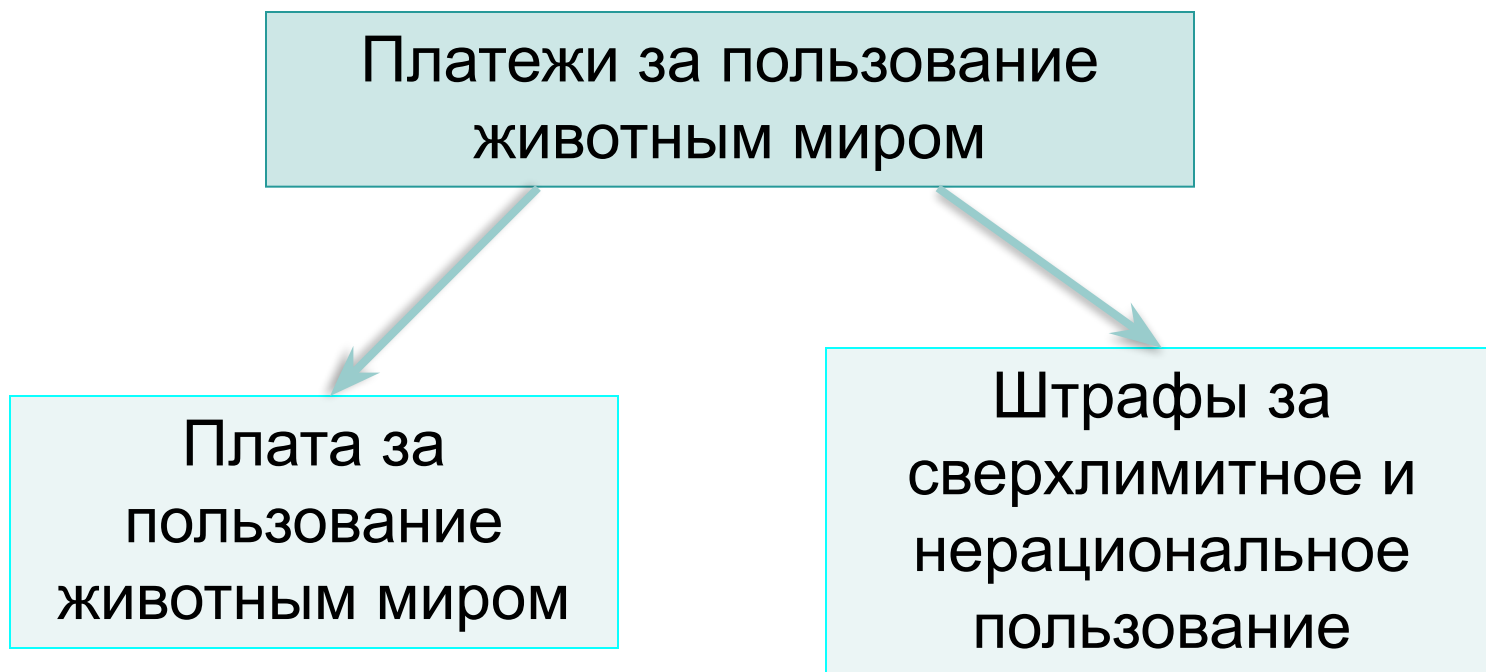 Платежи за пользование
животным миром
Плата за
пользование
животным миром
Штрафы за
сверхлимитное и
нерациональное
пользование